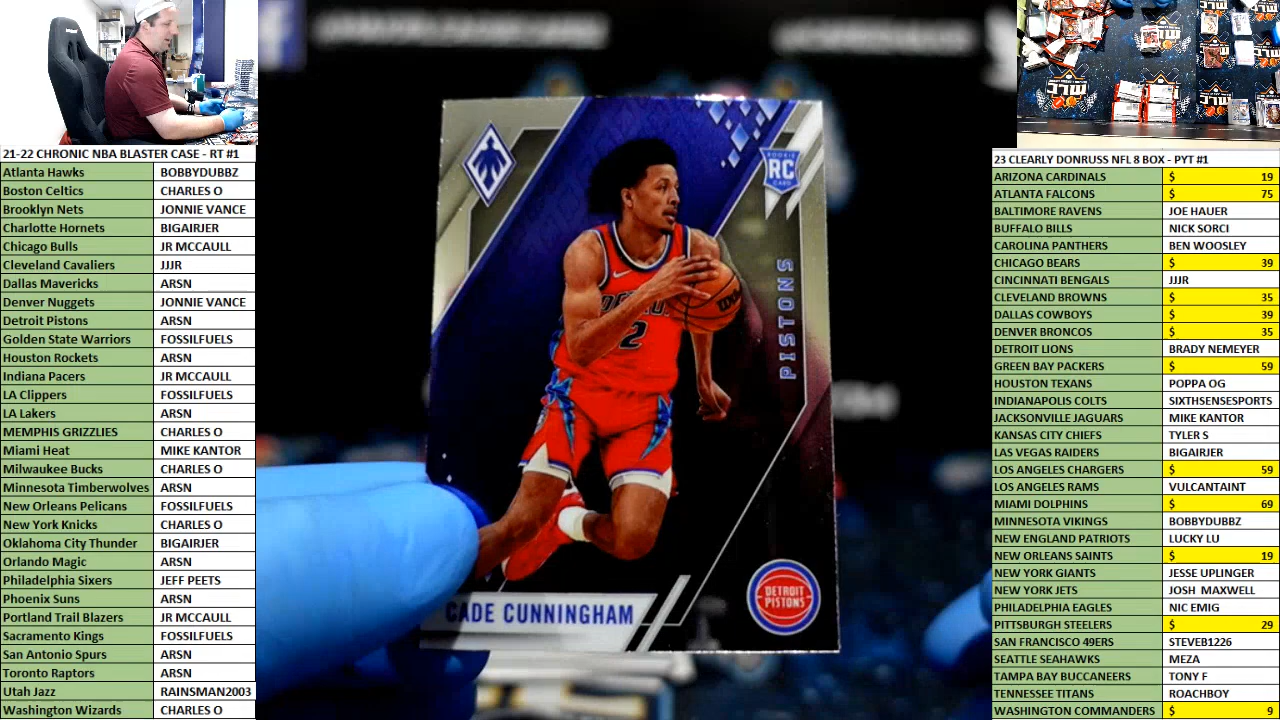 21-22 CHRONIC NBA BLASTER CASE - RT #1
Atlanta Hawks BOBBYDUBBZ
Boston Celtics CHARLES O
Brooklyn Nets JONNIE VANCE
Charlotte Hornets BIGAIRJER
Chicago Bulls JR MCCAULL
Cleveland Cavaliers JJJR
Dallas Mavericks ARSN
Denver Nuggets JONNIE VANCE
Detroit Pistons ARSN
Golden State Warriors FOSSILFUELS
Houston Rockets ARSN
Indiana Pacers JR MCCAULL
LA Clippers FOSSILFUELS
LA Lakers ARSN
MEMPHIS GRIZZLIES CHARLES O
Miami Heat MIKE KANTOR
Milwaukee Bucks CHARLES O
Minnesota Timberwolves ARSN
New Orleans Pelicans FOSSILFUELS
New York Knicks CHARLES O
Oklahoma City Thunder BIGAIRJER
Orlando Magic ARSN
Philadelphia Sixers JEFF PEETS
Phoenix Suns ARSN
Portland Trail Blazers JR MCCAULL
Sacramento Kings FOSSILFUELS
San Antonio Spurs ARSN
Toronto Raptors ARSN
Utah Jazz RAINSMAN2003
Washington Wizards CHARLES O
ROOKIE
RC
CARD
PISTONS
2
DETROIT
PISTONS
CADE CUNNINGHAM
23 CLEARLY DONRUSS NFL 8 BOX - PYT #1
ARIZONA CARDINALS $ 19
ATLANTA FALCONS $ 75
BALTIMORE RAVENS JOE HAUER
BUFFALO BILLS NICK SORCI
CAROLINA PANTHERS BEN WOOSLEY
CHICAGO BEARS $ 39
CINCINNATI BENGALS JJJR
CLEVELAND BROWNS $ 35
DALLAS COWBOYS $ 39
DENVER BRONCOS $ 35
DETROIT LIONS BRADY NEMEYER
GREEN BAY PACKERS $ 59
HOUSTON TEXANS POPPA OG
INDIANAPOLIS COLTS SIXTHSENSESPORTS
JACKSONVILLE JAGUARS MIKE KANTOR
KANSAS CITY CHIEFS TYLER S
LAS VEGAS RAIDERS BIGAIRJER
LOS ANGELES CHARGERS $ 59
LOS ANGELES RAMS VULCANTAINT
MIAMI DOLPHINS $ 69
MINNESOTA VIKINGS BOBBYDUBBZ
NEW ENGLAND PATRIOTS LUCKY LU
NEW ORLEANS SAINTS $ 19
NEW YORK GIANTS JESSE UPLINGER
NEW YORK JETS JOSH MAXWELL
PHILADELPHIA EAGLES NIC EMIG
PITTSBURGH STEELERS $ 29
SAN FRANCISCO 49ERS STEVEB1226
SEATTLE SEAHAWKS MEZA
TAMPA BAY BUCCANEERS TONY F
TENNESSEE TITANS ROACHBOY
WASHINGTON COMMANDERS $ 9